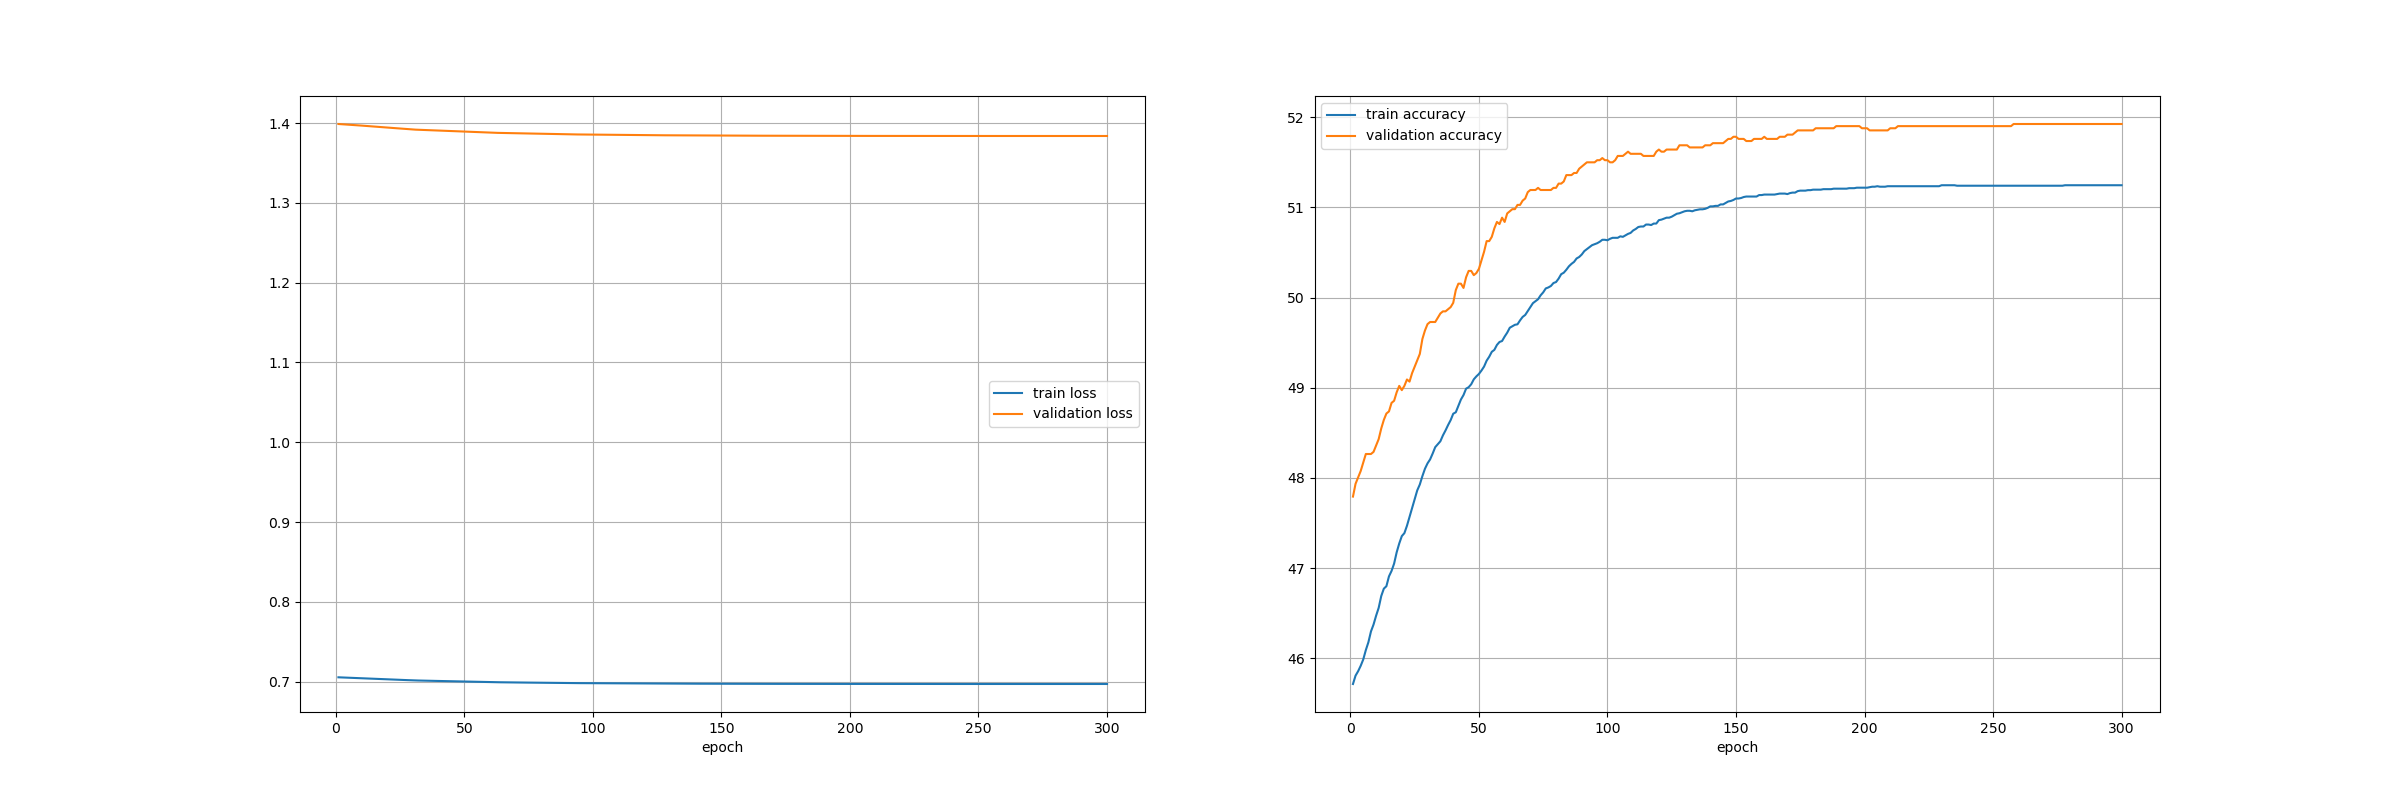 1.4
1.3
1.2
1.1
1.0
0.9
0.8
0.7
train loss
validation loss
0 50 100 150 200 250 300
epoch
train accuracy
validation accuracy
52
51
50
49
48
47
46
0 50 100 150 200 250 300
epoch